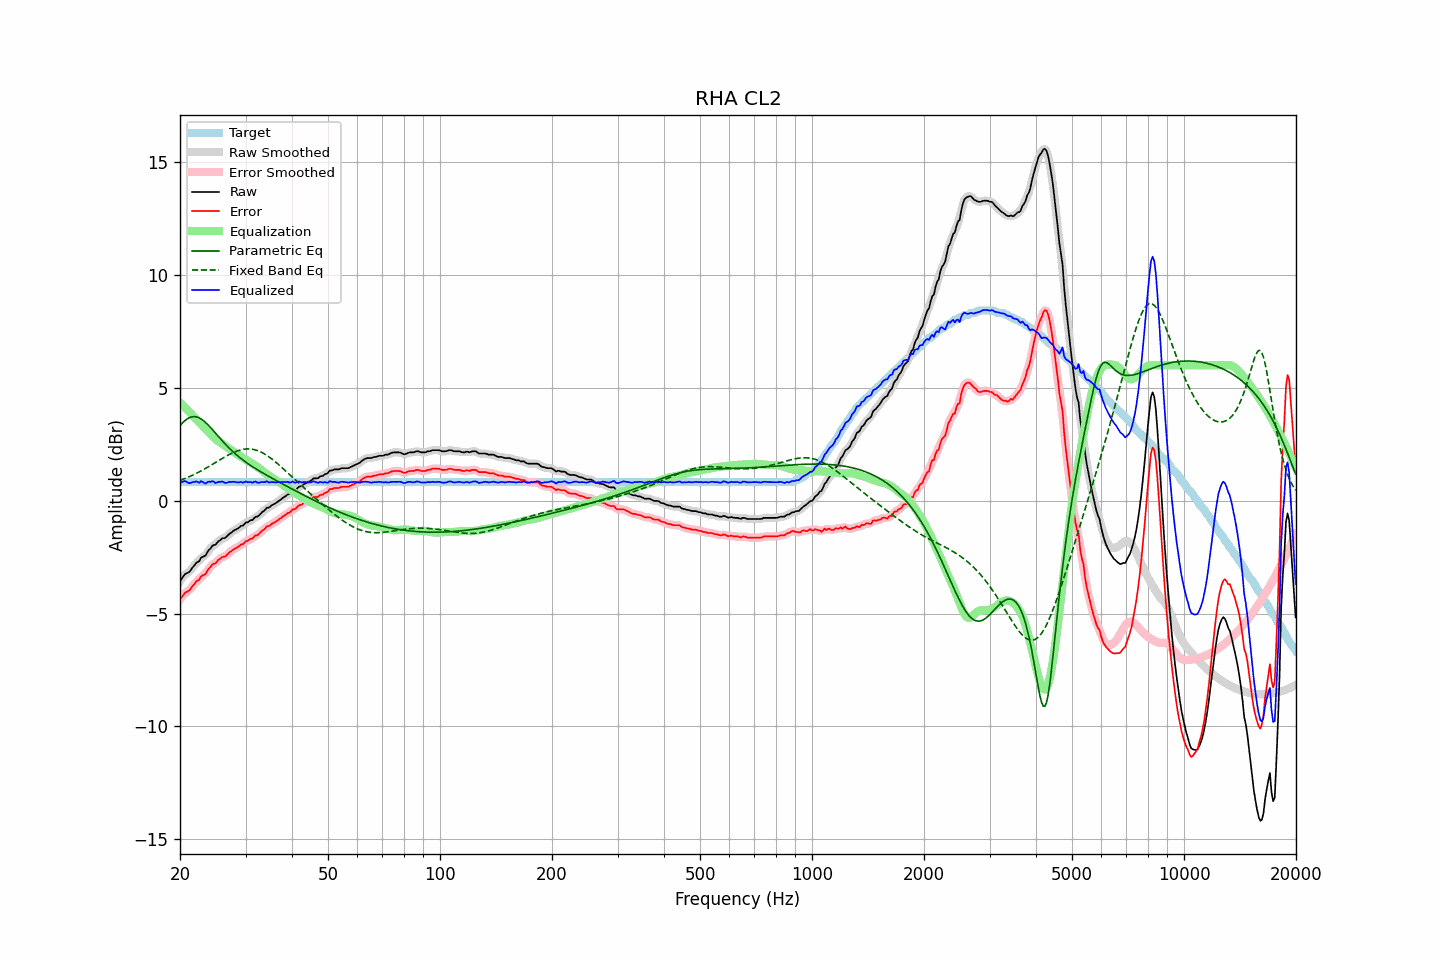 RHA CL2
Target
Raw Smoothed
Error Smoothed
Raw
Error
Equalization
Parametric Eq
Fixed Band Eq
Equalized
Amplitude (dBr)
15
10
5
0
−5
−10
−15
20 50 100 200 500 1000 2000 5000 10000 20000
Frequency (Hz)